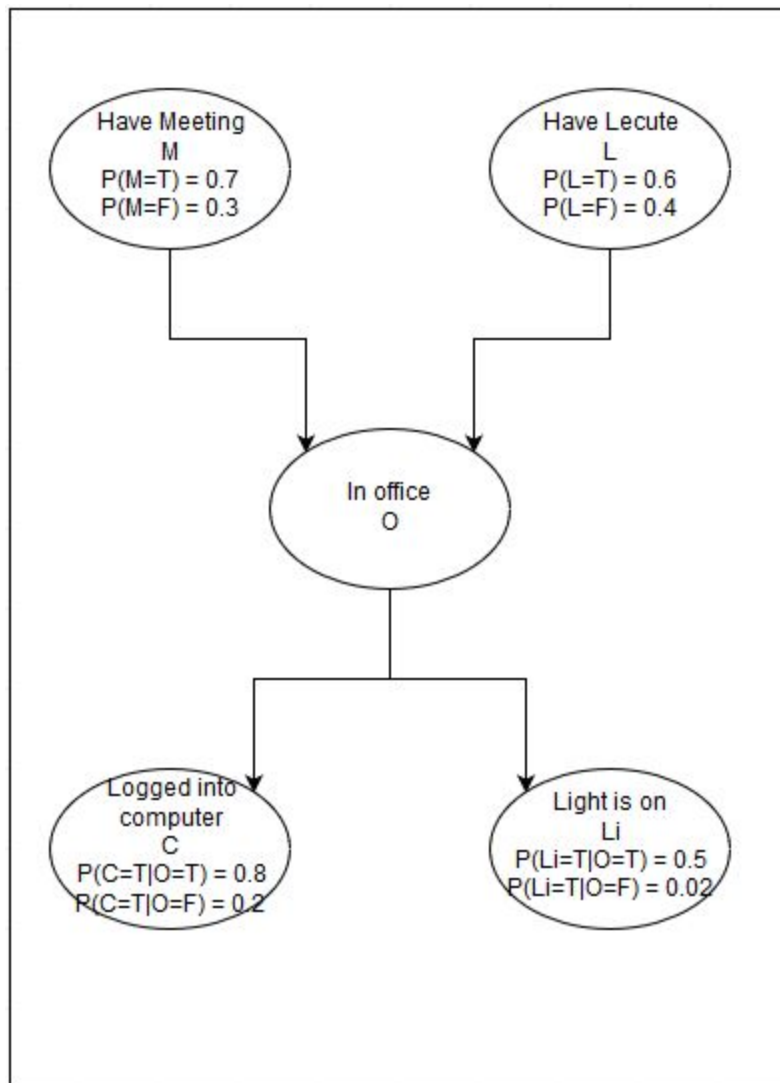 Have Meeting
M
P(M=T) = 0.7
P(M=F) = 0.3
Have Lecute
L
P(L=T) = 0.6
P(L=F) = 0.4
In office
O
Logged into
computer
C
P(C=T|O=T) = 0.8
P(C=T|O=F) = 0.2
Light is on
Li
P(Li=T|O=T) = 0.5
P(Li=T|O=F) = 0.02